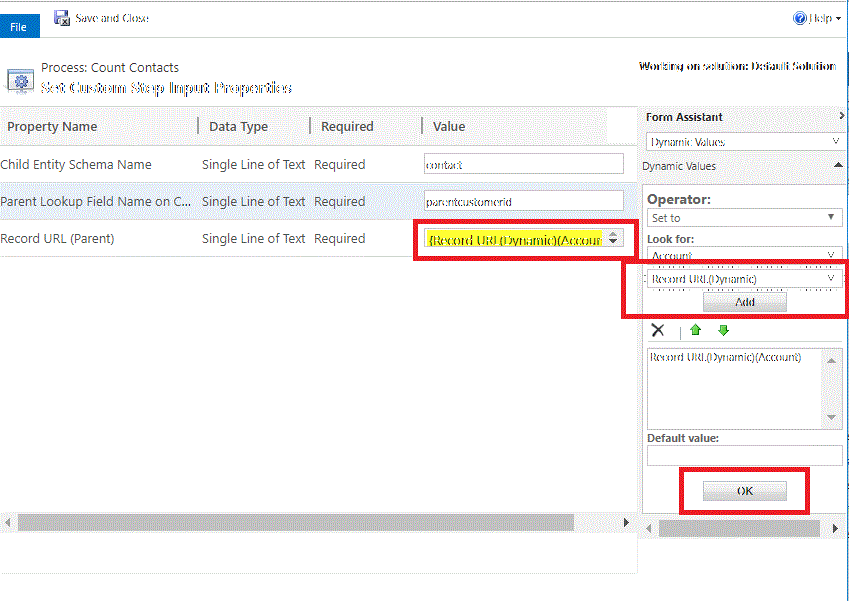 File
Save and Close
Help
Process: Count Contacts
Set Custom Step Input Properties
Working on solution: Default Solution
Property Name Data Type Required Value
Child Entity Schema Name Single Line of Text Required contact
Parent Lookup Field Name on C... Single Line of Text Required parentcustomerid
Record URL (Parent) Single Line of Text Required {Record URL(Dynamic)(Accoun
Form Assistant
Dynamic Values
Dynamic Values
Operator:
Set to
Look for:
Account
Record URL(Dynamic)
Add
Record URL(Dynamic)(Account)
Default value:
OK